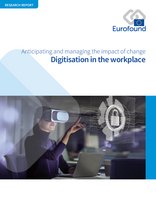 RESEARCH REPORT
Eurofound
Anticipating and managing the impact of change
Digitisation in the workplace